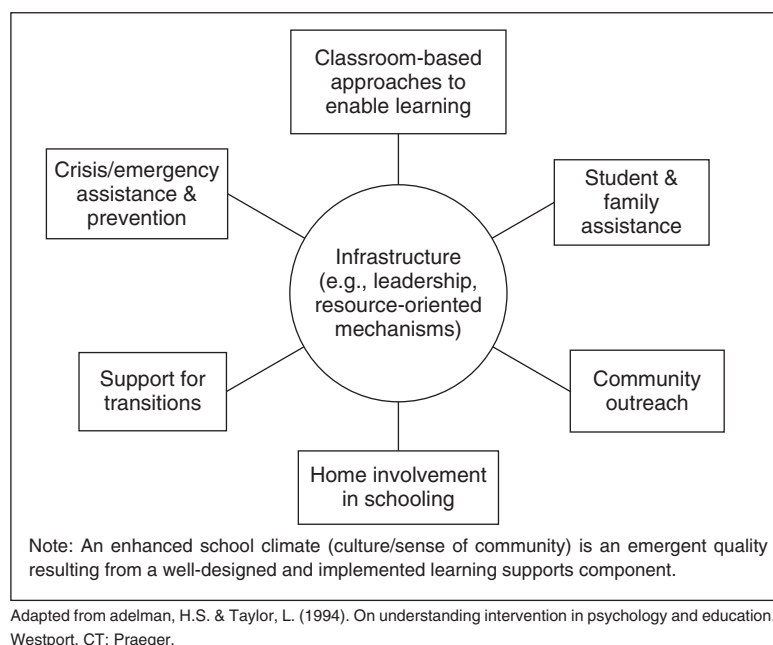 Classroom-based
approaches to
enable learning
Crisis/emergency
assistance &
prevention
Student &
family
assistance
Infrastructure
(e.g., leadership,
resource-oriented
mechanisms)
Support for
transitions
Community
outreach
Home involvement
in schooling
Note: An enhanced school climate (culture/sense of community) is an emergent quality
resulting from a well-designed and implemented learning supports component.
Adapted from adelman, H.S. & Taylor, L. (1994). On understanding intervention in psychology and education.
Westport, CT: Praeger.